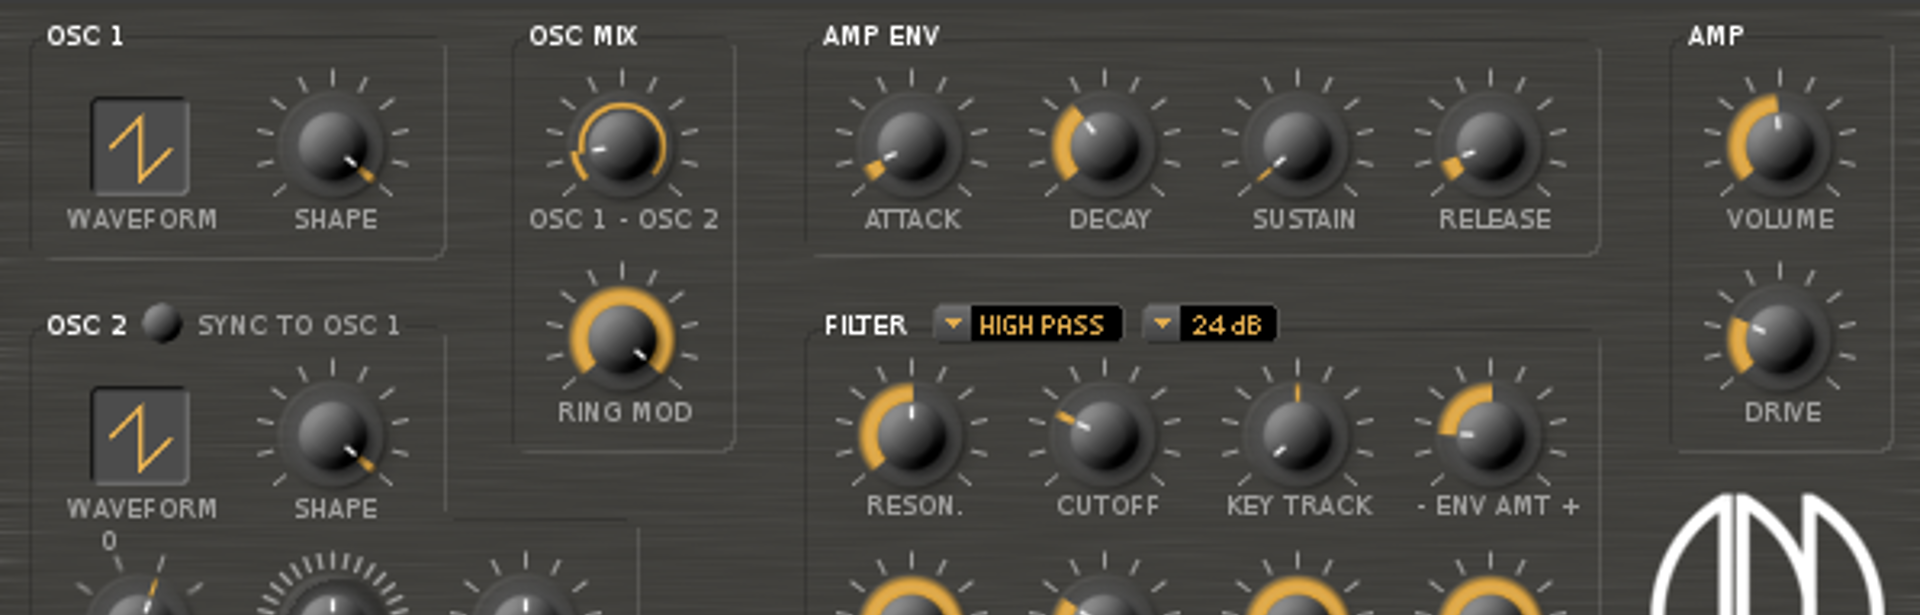 OSC 1
OSC MIX
AMP ENV
AMP
WAVEFORM
SHAPE
OSC 1 - OSC 2
ATTACK
DECAY
SUSTAIN
RELEASE
VOLUME
OSC 2
SYNC TO OSC 1
FILTER
HIGH PASS
24 dB
RING MOD
DRIVE
WAVEFORM
SHAPE
RESON.
CUTOFF
KEY TRACK
- ENV AMT +
0